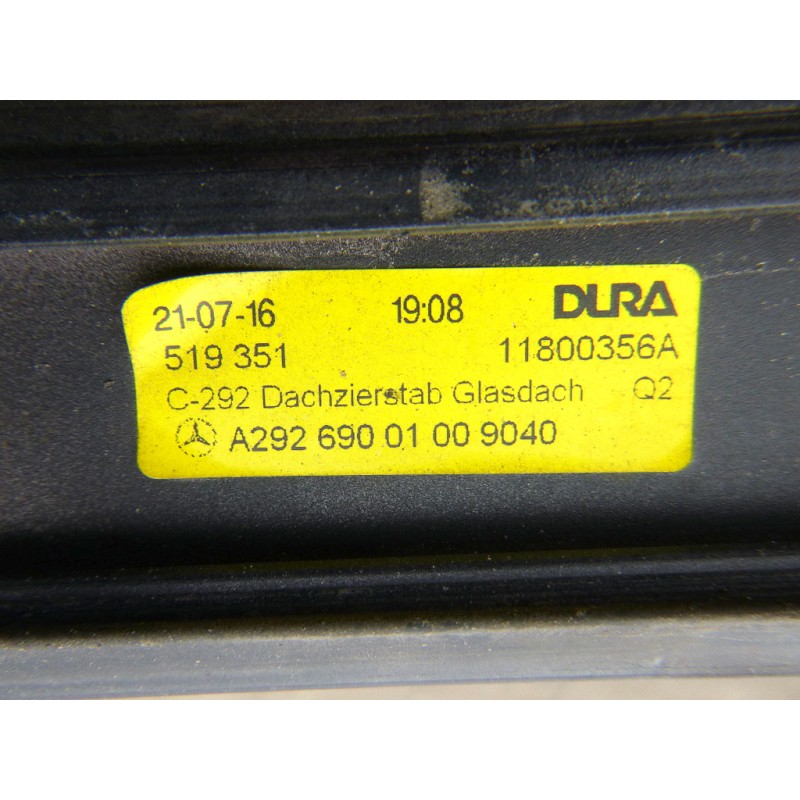 21-07-16 19:08 DURA
519 351 11800356A
C-292 Dachzierstab Glasdach Q2
A292 690 01 00 9040